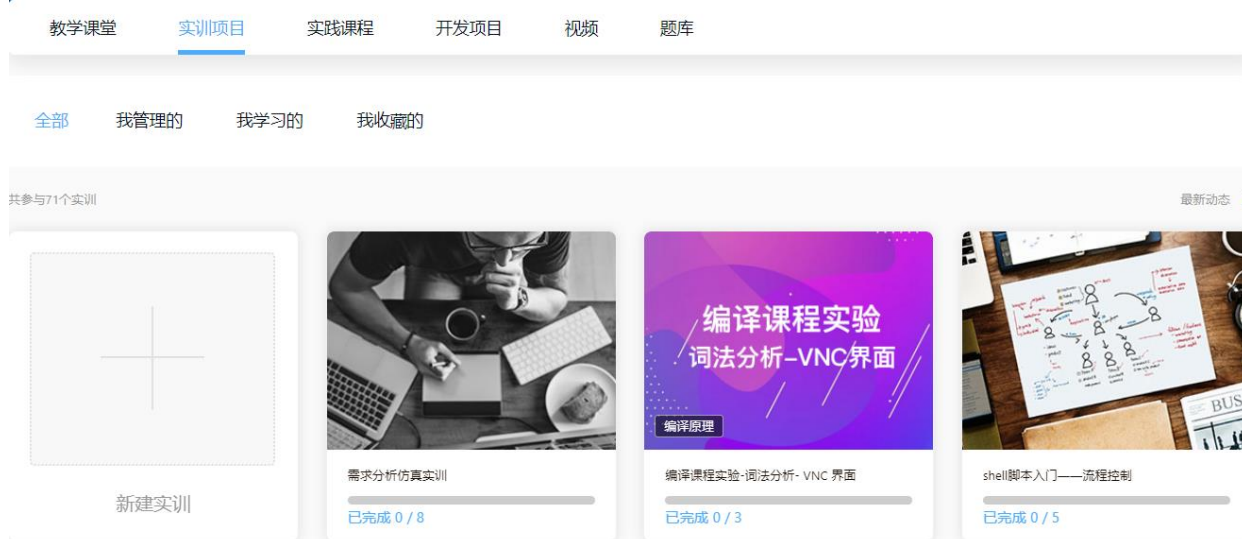 教学课堂 实训项目 实践课程 开发项目 视频 题库
全部 我管理的 我学习的 我收藏的
共参与71个实训 最新动态
编译课程实验
词法分析-VNC界面
编译原理
BUS
新建实训
需求分析仿真实训
已完成 0 / 8
编译课程实验-词法分析- VNC 界面
已完成 0 / 3
shell脚本入门——流程控制
已完成 0 / 5